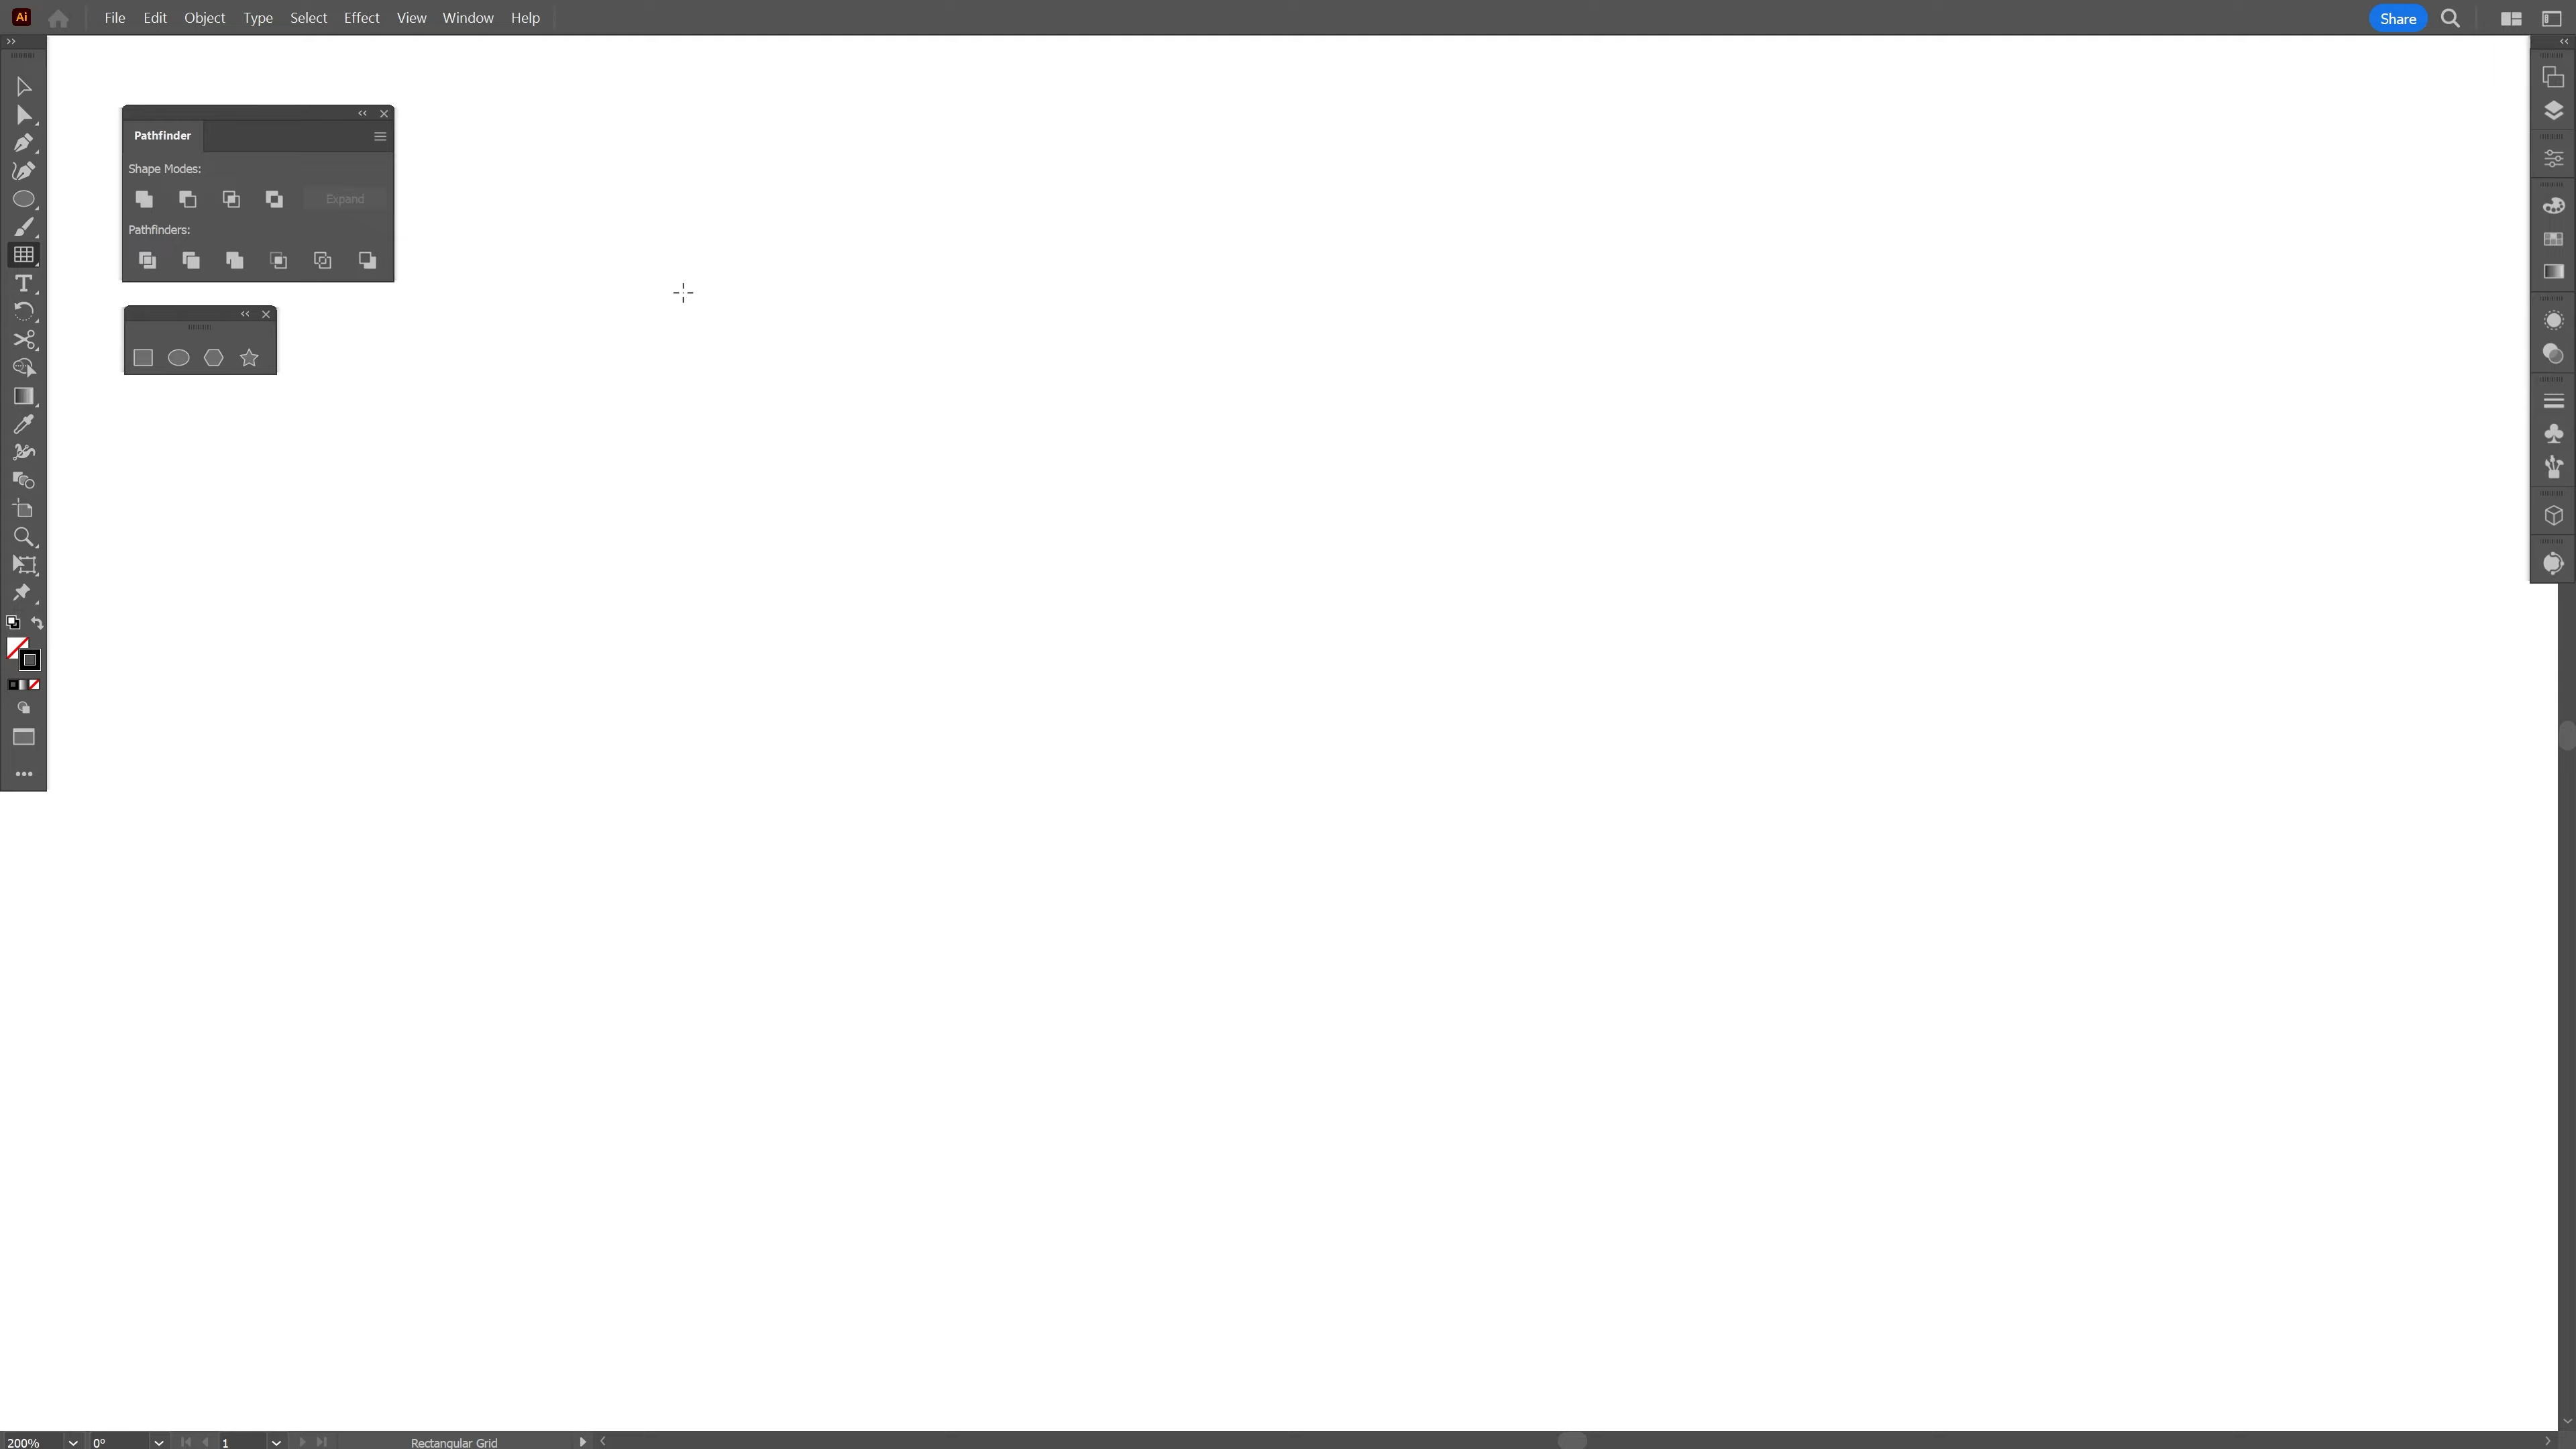 Ai File Edit Object Type Select Effect View Window Help Share
Pathfinder
Shape Modes:
Expand
Pathfinders:
T
200% 0° 1 Rectangular Grid